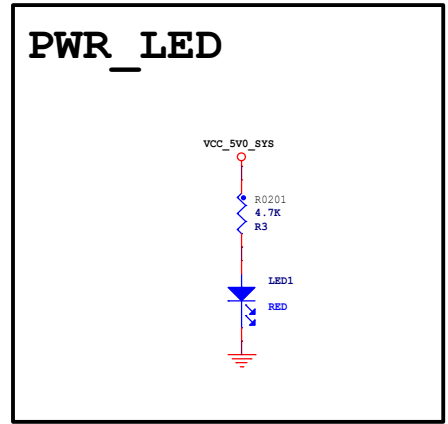 PWR_LED
VCC_5V0_SYS
R0201
4.7K
R3
LED1
RED